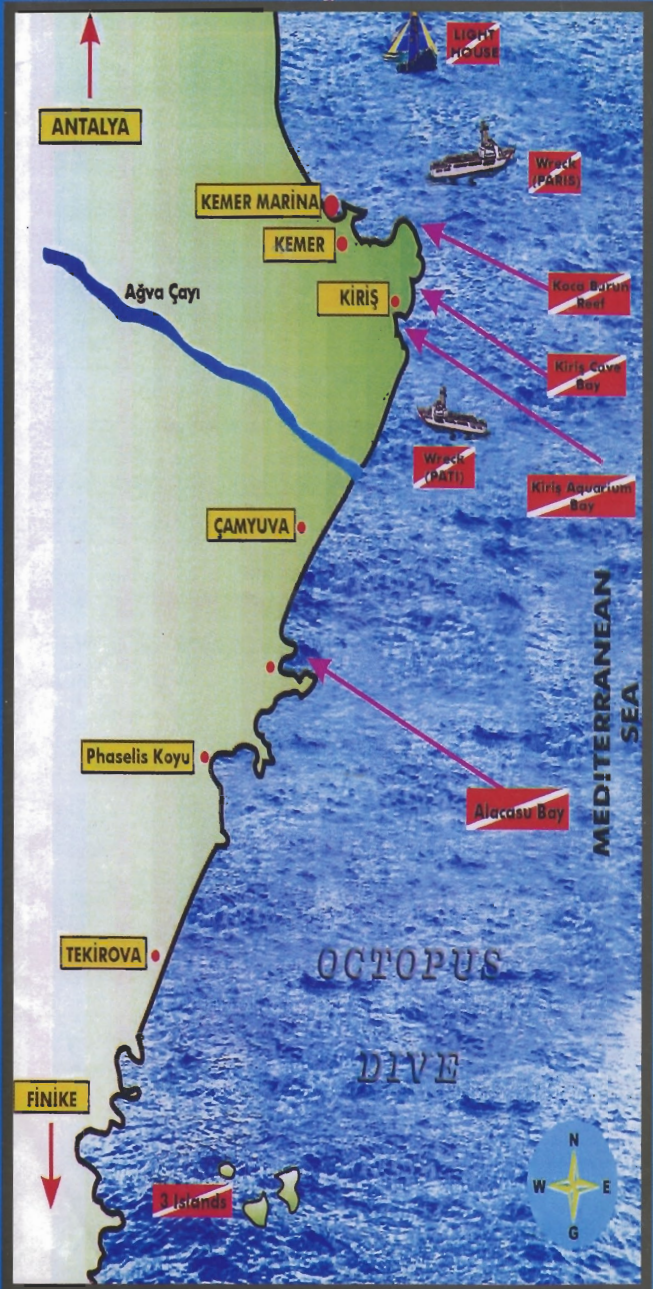 LIGHT
HOUSE
ANTALYA
Wreck
(PARIS)
KEMER MARINA
KEMER
Ağva Çayı
KİRİŞ
Koca Burun
Reef
Kiriş Cave
Bay
Wreck
(PATI)
Kiriş Aquarium
Bay
ÇAMYUVA
MEDITERRANEAN
SEA
Phaselis Koyu
Alacasu Bay
TEKİROVA
OCTOPUS
DIVE
FİNİKE
3 Islands
N
W
E
G